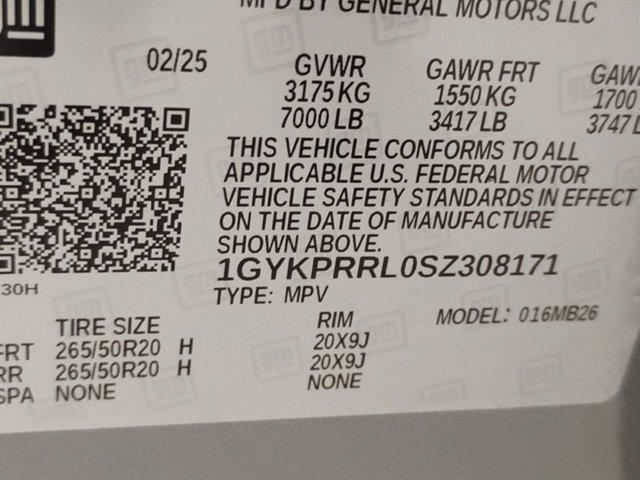 gm
MFD BY GENERAL MOTORS LLC
02/25 GVWR GAWR FRT GAW
3175 KG 1550 KG 1700
7000 LB 3417 LB 3747 L
THIS VEHICLE CONFORMS TO ALL
APPLICABLE U.S. FEDERAL MOTOR
VEHICLE SAFETY STANDARDS IN EFFECT
ON THE DATE OF MANUFACTURE
SHOWN ABOVE.
1GYKPRRL0SZ308171
30H
TYPE: MPV MODEL: 016MB26
TIRE SIZE RIM
FRT 265/50R20 H 20X9J
RR 265/50R20 H 20X9J
SPA NONE NONE